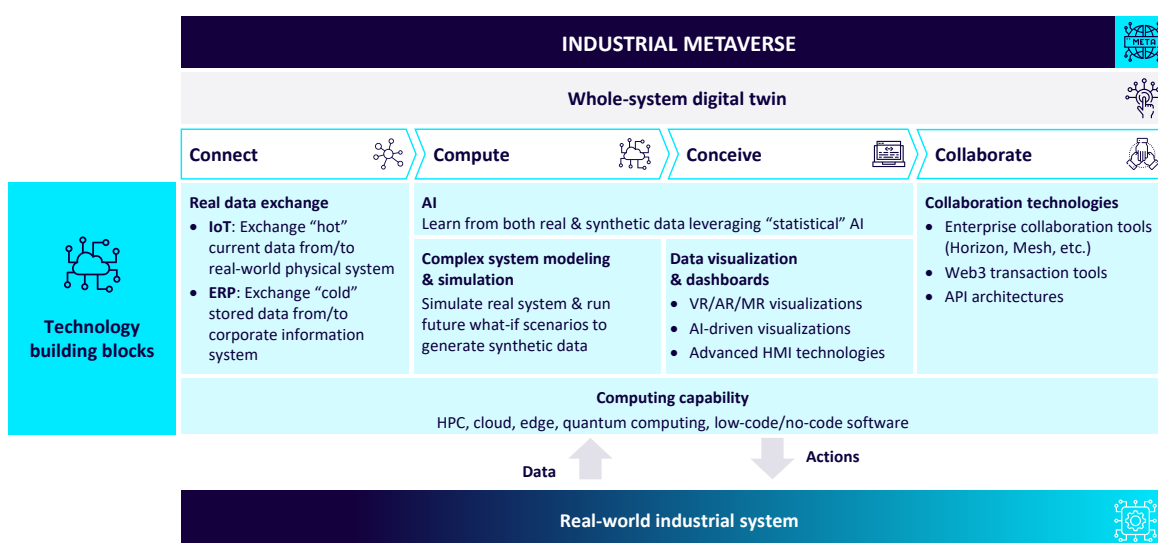 INDUSTRIAL METAVERSE
META
Whole-system digital twin
Connect
Compute
Conceive
Collaborate
Technology
building blocks
Real data exchange
• IoT: Exchange “hot”
current data from/to
real-world physical system
• ERP: Exchange “cold”
stored data from/to
corporate information
system
AI
Learn from both real & synthetic data leveraging “statistical” AI
Complex system modeling
& simulation
Simulate real system & run
future what-if scenarios to
generate synthetic data
Data visualization
& dashboards
• VR/AR/MR visualizations
• AI-driven visualizations
• Advanced HMI technologies
Collaboration technologies
• Enterprise collaboration tools
(Horizon, Mesh, etc.)
• Web3 transaction tools
• API architectures
Computing capability
HPC, cloud, edge, quantum computing, low-code/no-code software
Data
Actions
Real-world industrial system